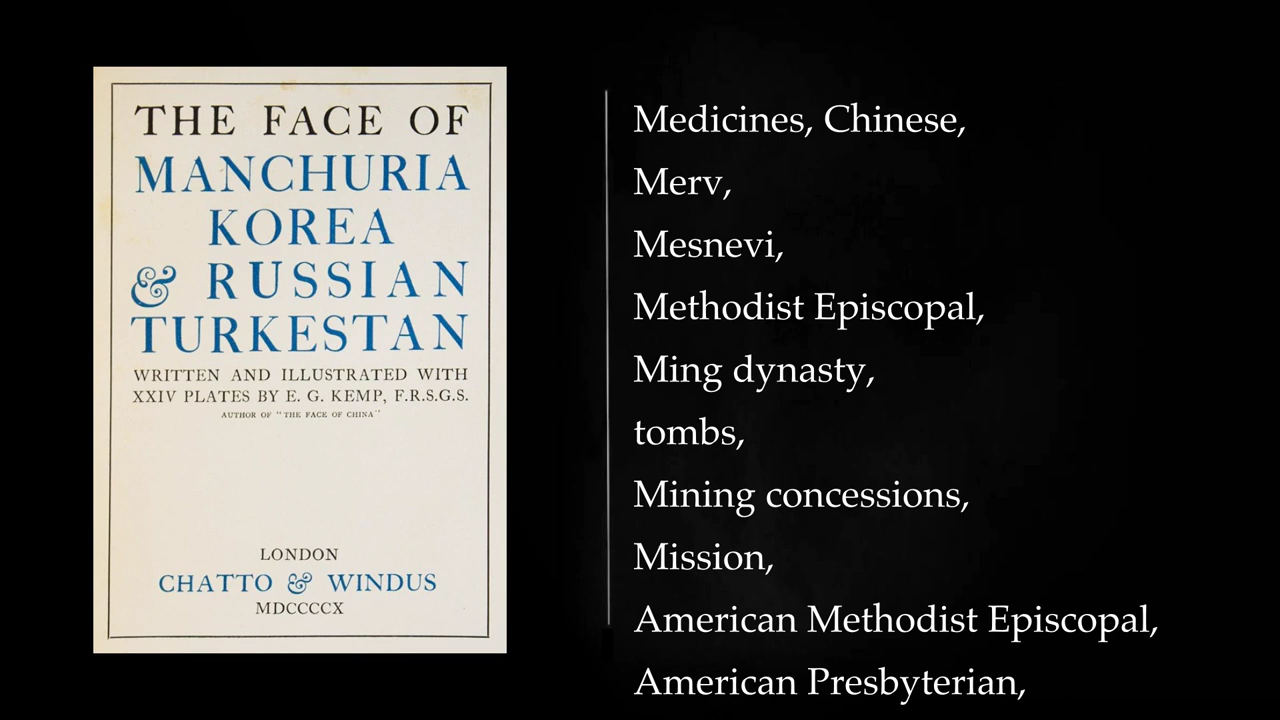 THE FACE OF
MANCHURIA
KOREA
& RUSSIAN
TURKESTAN
WRITTEN AND ILLUSTRATED WITH
XXIV PLATES BY E. G. KEMP, F.R.S.G.S.
AUTHOR OF "THE FACE OF CHINA"
LONDON
CHATTO & WINDUS
MDCCCCX
Medicines, Chinese,
Merv,
Mesnevi,
Methodist Episcopal,
Ming dynasty,
tombs,
Mining concessions,
Mission,
American Methodist Episcopal,
American Presbyterian,